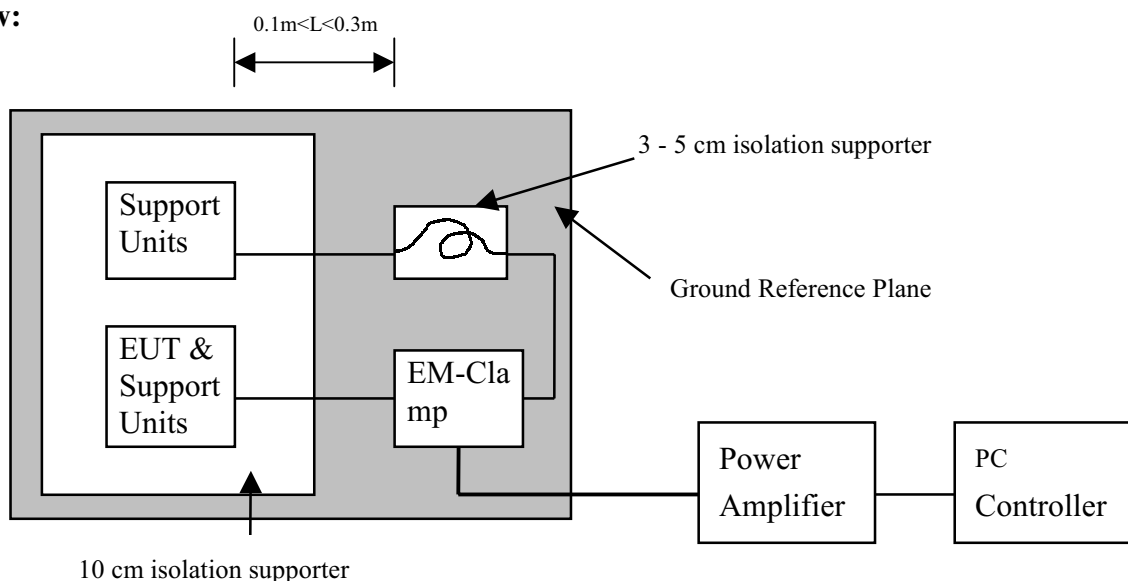 w:
0.1m<L<0.3m
3 - 5 cm isolation supporter
Support
Units
Ground Reference Plane
EUT &
Support
Units
EM-Cla
mp
Power
Amplifier
PC
Controller
10 cm isolation supporter